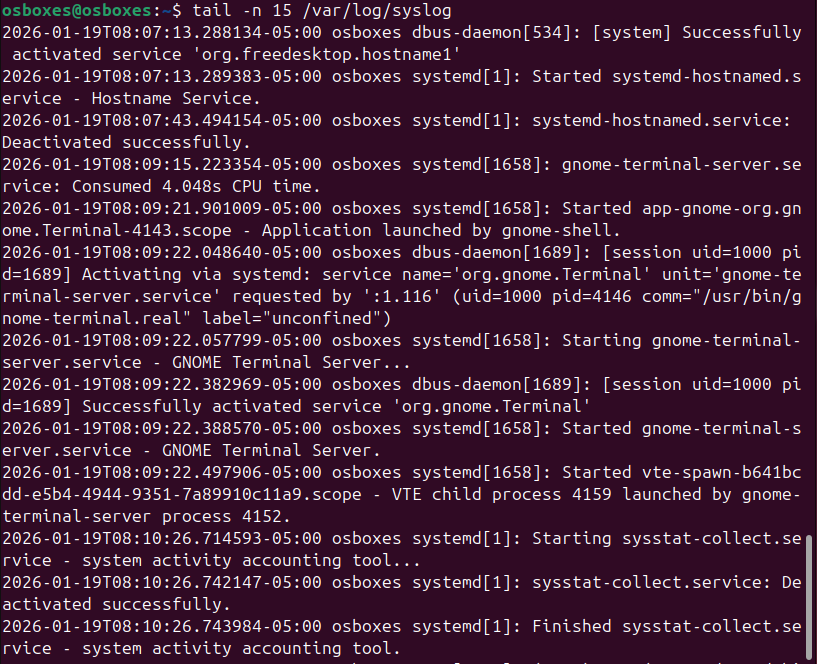 osboxes@osboxes:~$ tail -n 15 /var/log/syslog
2026-01-19T08:07:13.288134-05:00 osboxes dbus-daemon[534]: [system] Successfully
 activated service 'org.freedesktop.hostname1'
2026-01-19T08:07:13.289383-05:00 osboxes systemd[1]: Started systemd-hostnamed.s
ervice - Hostname Service.
2026-01-19T08:07:43.494154-05:00 osboxes systemd[1]: systemd-hostnamed.service:
Deactivated successfully.
2026-01-19T08:09:15.223354-05:00 osboxes systemd[1658]: gnome-terminal-server.se
rvice: Consumed 4.048s CPU time.
2026-01-19T08:09:21.901009-05:00 osboxes systemd[1658]: Started app-gnome-org.gn
ome.Terminal-4143.scope - Application launched by gnome-shell.
2026-01-19T08:09:22.048640-05:00 osboxes dbus-daemon[1689]: [session uid=1000 pi
d=1689] Activating via systemd: service name='org.gnome.Terminal' unit='gnome-te
rminal-server.service' requested by ':1.116' (uid=1000 pid=4146 comm="/usr/bin/g
nome-terminal.real" label="unconfined")
2026-01-19T08:09:22.057799-05:00 osboxes systemd[1658]: Starting gnome-terminal-
server.service - GNOME Terminal Server...
2026-01-19T08:09:22.382969-05:00 osboxes dbus-daemon[1689]: [session uid=1000 pi
d=1689] Successfully activated service 'org.gnome.Terminal'
2026-01-19T08:09:22.388570-05:00 osboxes systemd[1658]: Started gnome-terminal-s
erver.service - GNOME Terminal Server.
2026-01-19T08:09:22.497906-05:00 osboxes systemd[1658]: Started vte-spawn-b641bc
dd-e5b4-4944-9351-7a89910c11a9.scope - VTE child process 4159 launched by gnome-
terminal-server process 4152.
2026-01-19T08:10:26.714593-05:00 osboxes systemd[1]: Starting sysstat-collect.se
rvice - system activity accounting tool...
2026-01-19T08:10:26.742147-05:00 osboxes systemd[1]: sysstat-collect.service: De
activated successfully.
2026-01-19T08:10:26.743984-05:00 osboxes systemd[1]: Finished sysstat-collect.se
rvice - system activity accounting tool.